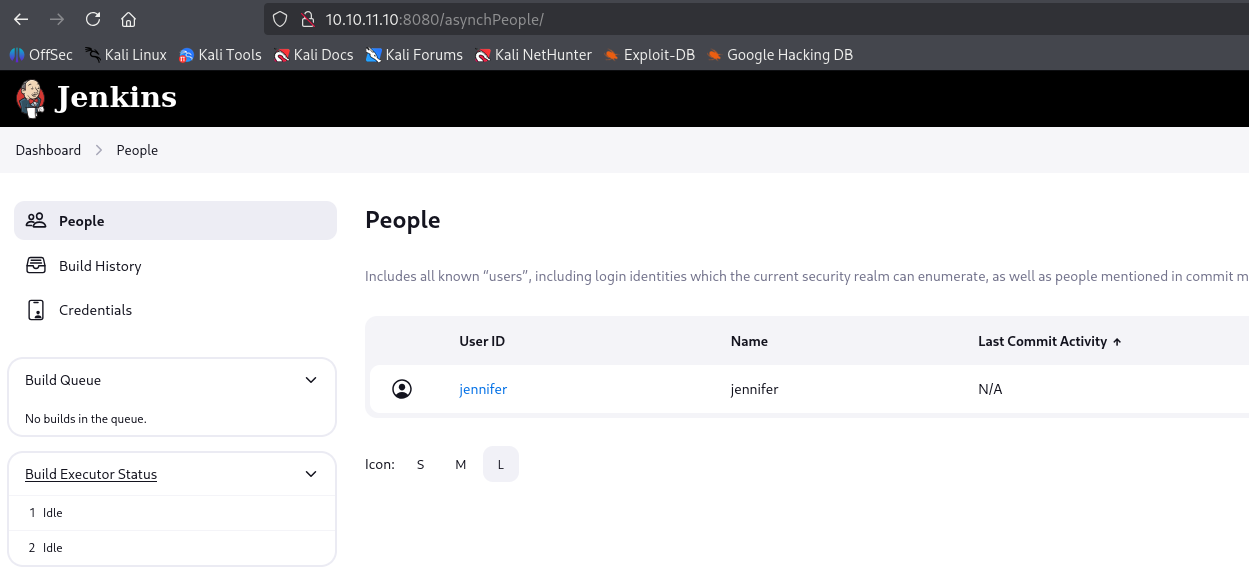 10.10.11.10:8080/asynchPeople/
OffSec Kali Linux Kali Tools Kali Docs Kali Forums Kali NetHunter Exploit-DB Google Hacking DB
Jenkins
Dashboard People
People
Build History
Credentials
Build Queue
No builds in the queue.
Build Executor Status
1 Idle
2 Idle
People
Includes all known “users”, including login identities which the current security realm can enumerate, as well as people mentioned in commit m
User ID Name Last Commit Activity ↑
jennifer jennifer N/A
Icon: S M L